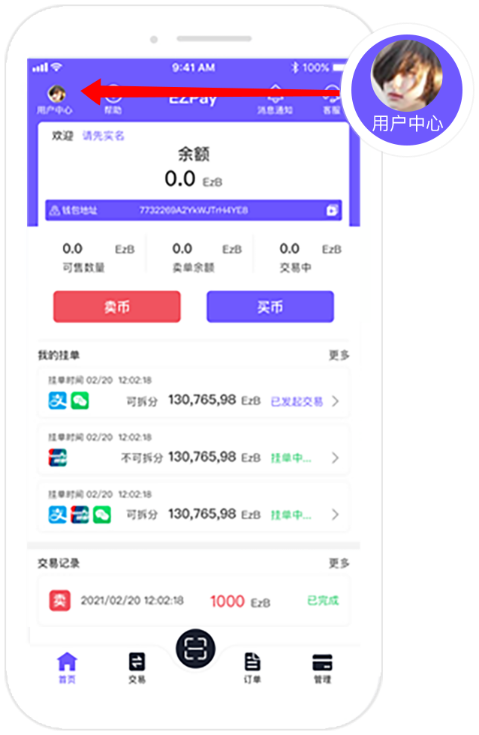 9:41 AM
100%
用户中心
帮助
EZPay
消息通知
客服
用户中心
欢迎 请先实名
余额
0.0 EzB
钱包地址 7732269A2YkWJTrH4YE8
0.0 EzB
可售数量
0.0 EzB
卖单余额
0.0 EzB
交易中
卖币
买币
我的挂单 更多
挂单时间 02/20 12:02:18
支 可拆分 130,765,98 EzB 已发起交易
挂单时间 02/20 12:02:18
不可拆分 130,765,98 EzB 挂单中...
挂单时间 02/20 12:02:18
支 可拆分 130,765,98 EzB 挂单中...
交易记录 更多
卖 2021/02/20 12:02:18 1000 EzB 已完成
首页
交易
订单
管理